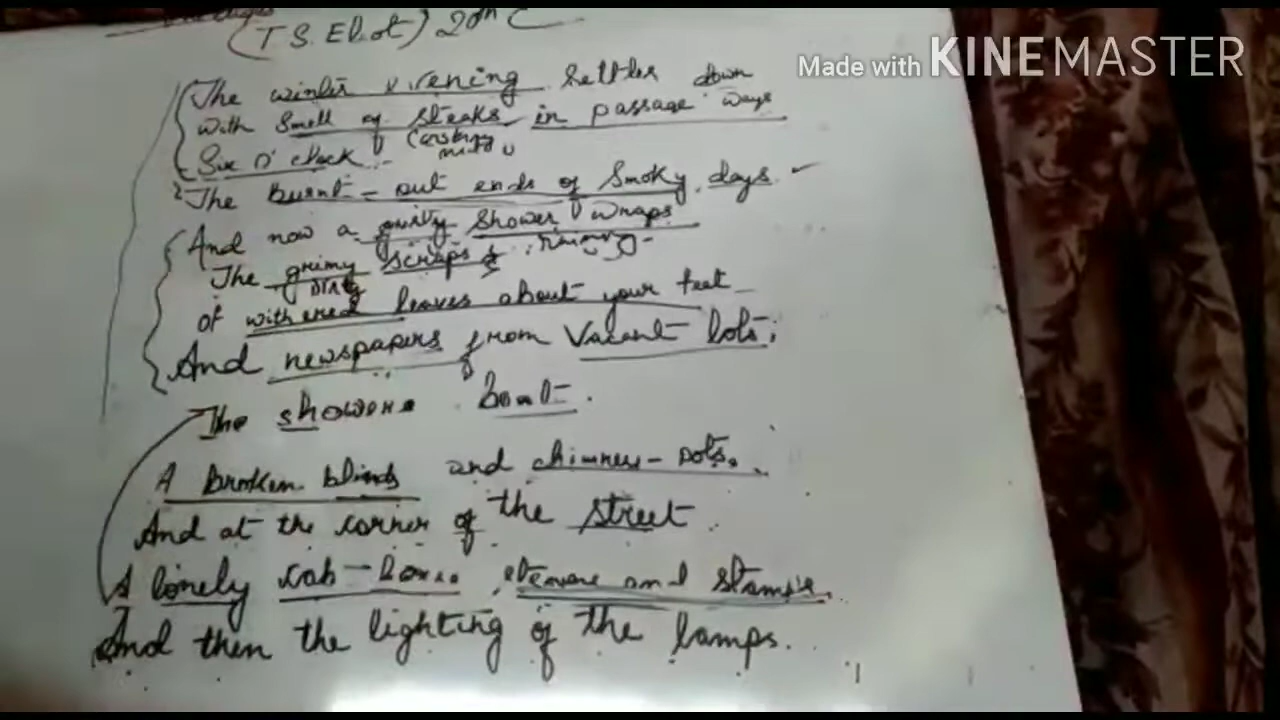 (T S. Eliot) 20th C
Made with KINEMASTER
The winter evening settles down
with smell of steaks in passage ways
Six O' clock.
The Burnt-out ends of Smoky days.
And now a gusty shower wraps
raining
The grimy scraps
Dirty
of withered leaves about your feet
And newspapers from vacant lots;
The showers beat.
A Broken blinds and chimney-pots.
And at the corner of the street
A lonely cab-horse steams and stamps.
And then the lighting of the lamps.